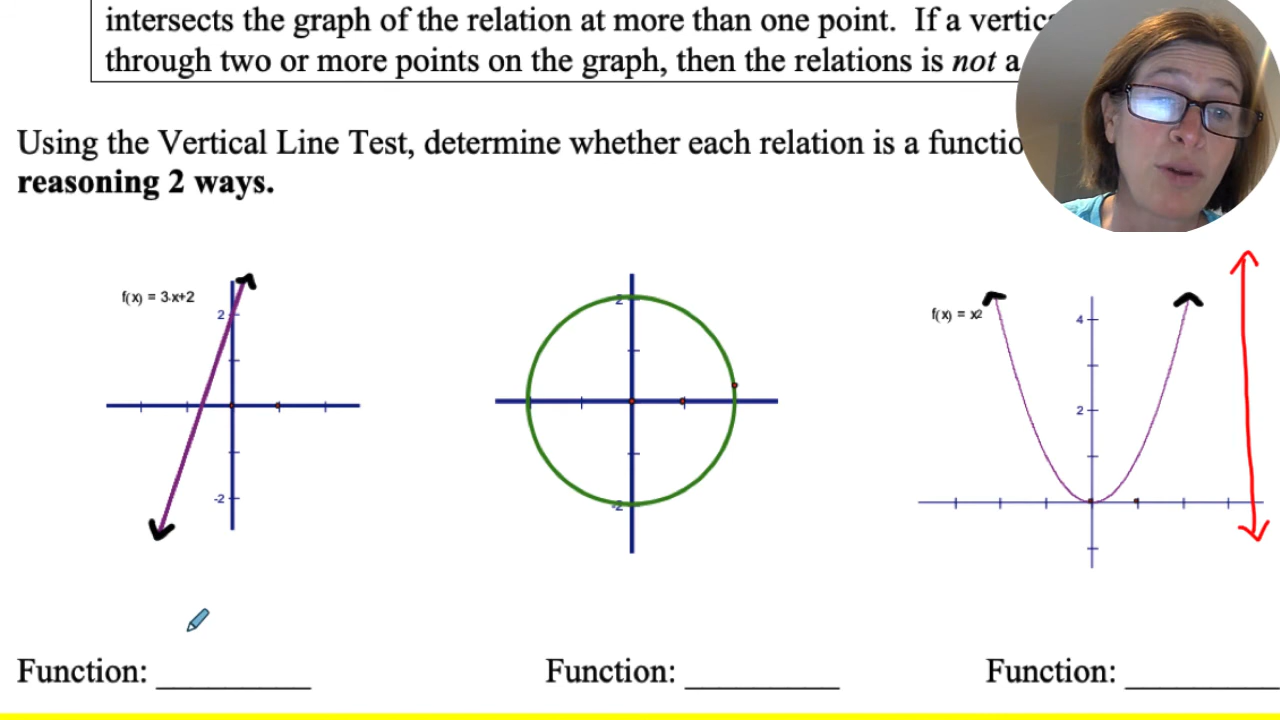 intersects the graph of the relation at more than one point. If a
through two or more points on the graph, then the relations is not a
Using the Vertical Line Test, determine whether each relation is a
reasoning 2 ways.
f(x) = 3·x+2
2
-2
2
-2
f(x) = x2
4
2
Function: __________
Function: __________
Function: __________